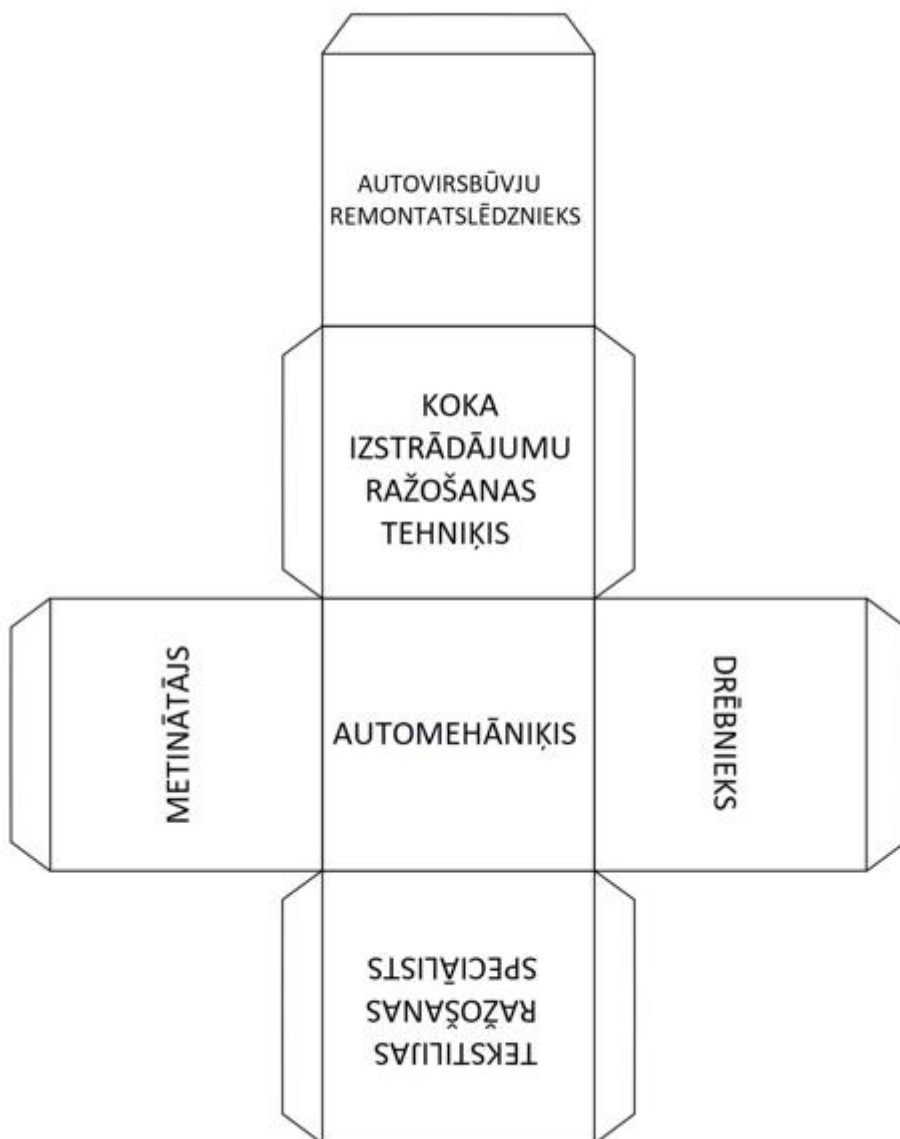 AUTOVIRSBŪVJU
REMONTATSLĒDZNIEKS
KOKA
IZSTRĀDĀJUMU
RAŽOŠANAS
TEHNIĶIS
METINĀTĀJS
AUTOMEHĀNIĶIS
DRĒBNIEKS
TEKSTILIJAS
RAŽOŠANAS
SPECIĀLISTS